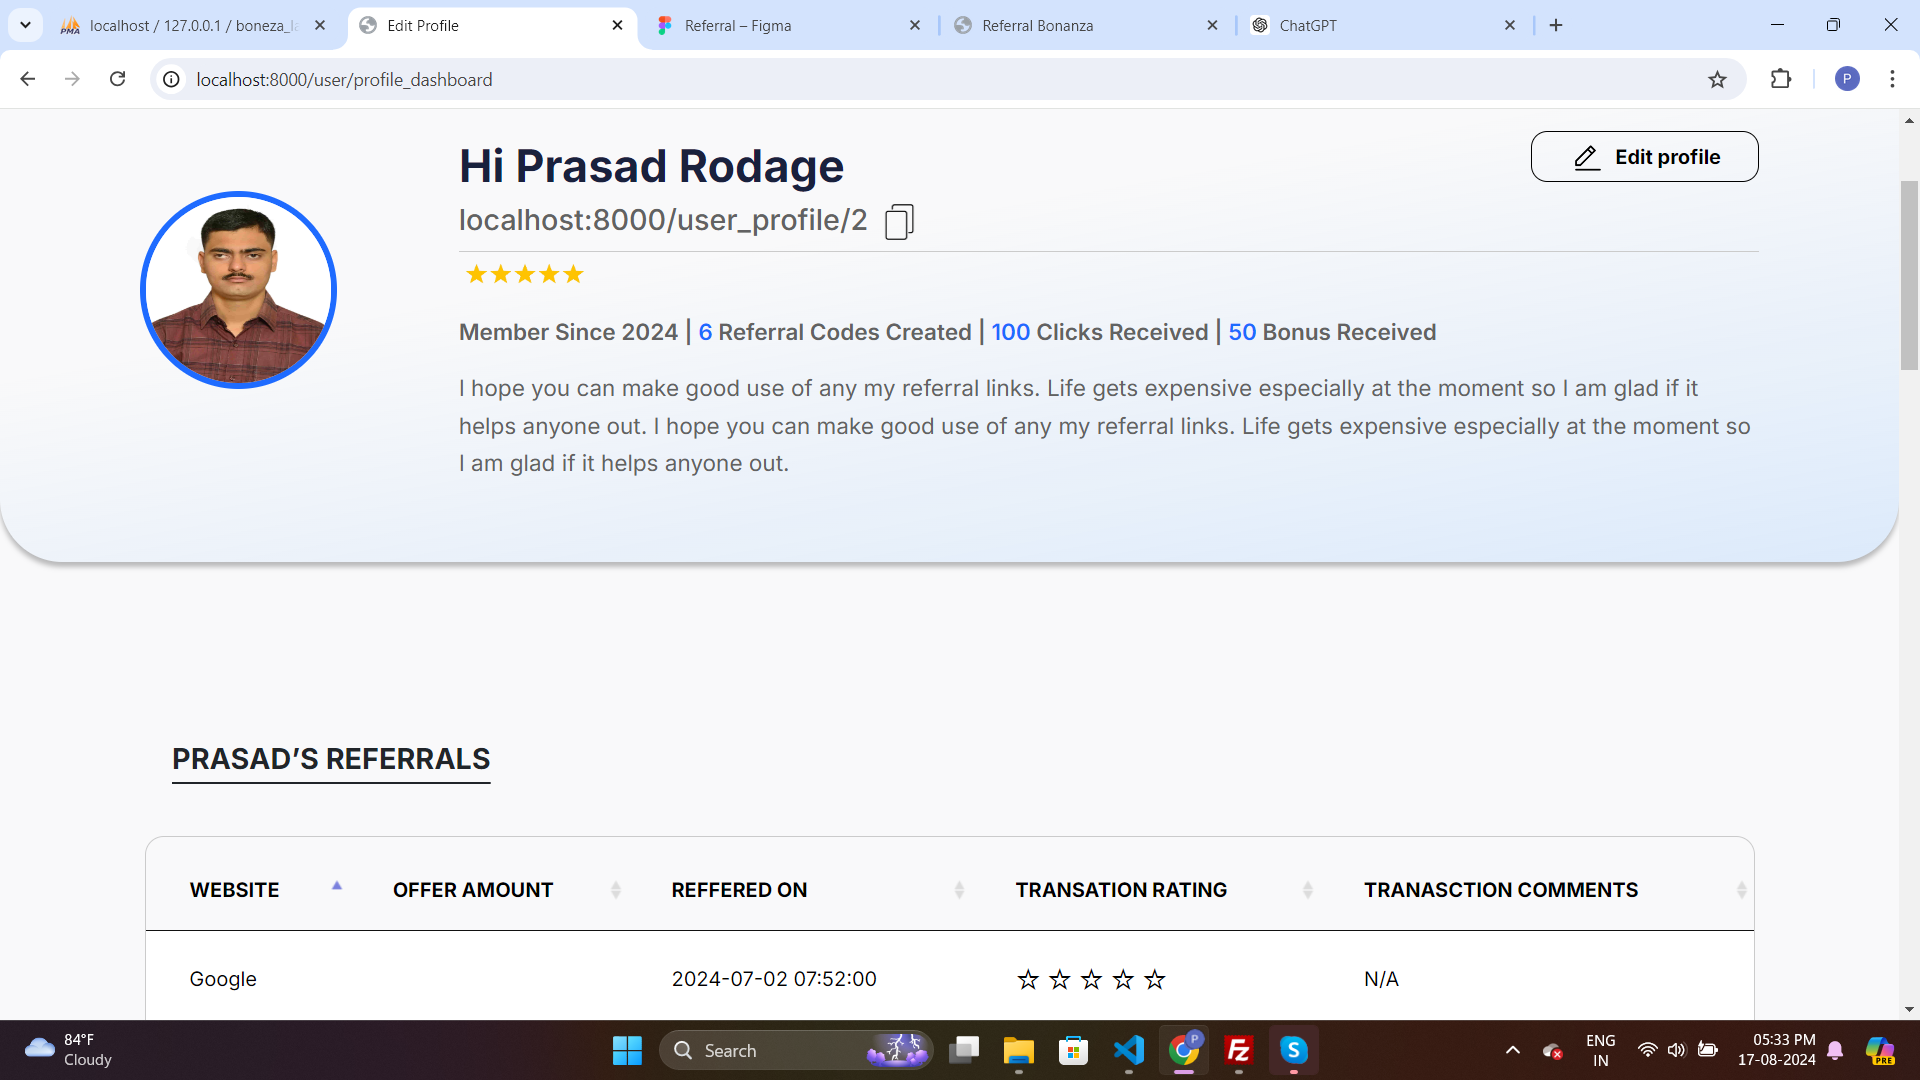 localhost / 127.0.0.1 / boneza_la
Edit Profile
Referral – Figma
Referral Bonanza
ChatGPT
localhost:8000/user/profile_dashboard
P
Hi Prasad Rodage
Edit profile
localhost:8000/user_profile/2
Member Since 2024 | 6 Referral Codes Created | 100 Clicks Received | 50 Bonus Received
I hope you can make good use of any my referral links. Life gets expensive especially at the moment so I am glad if it
helps anyone out. I hope you can make good use of any my referral links. Life gets expensive especially at the moment so
I am glad if it helps anyone out.
PRASAD’S REFERRALS
WEBSITE OFFER AMOUNT REFFERED ON TRANSATION RATING TRANASCTION COMMENTS
Google 2024-07-02 07:52:00 N/A
84°F
Cloudy
Search
ENG
IN
05:33 PM
17-08-2024